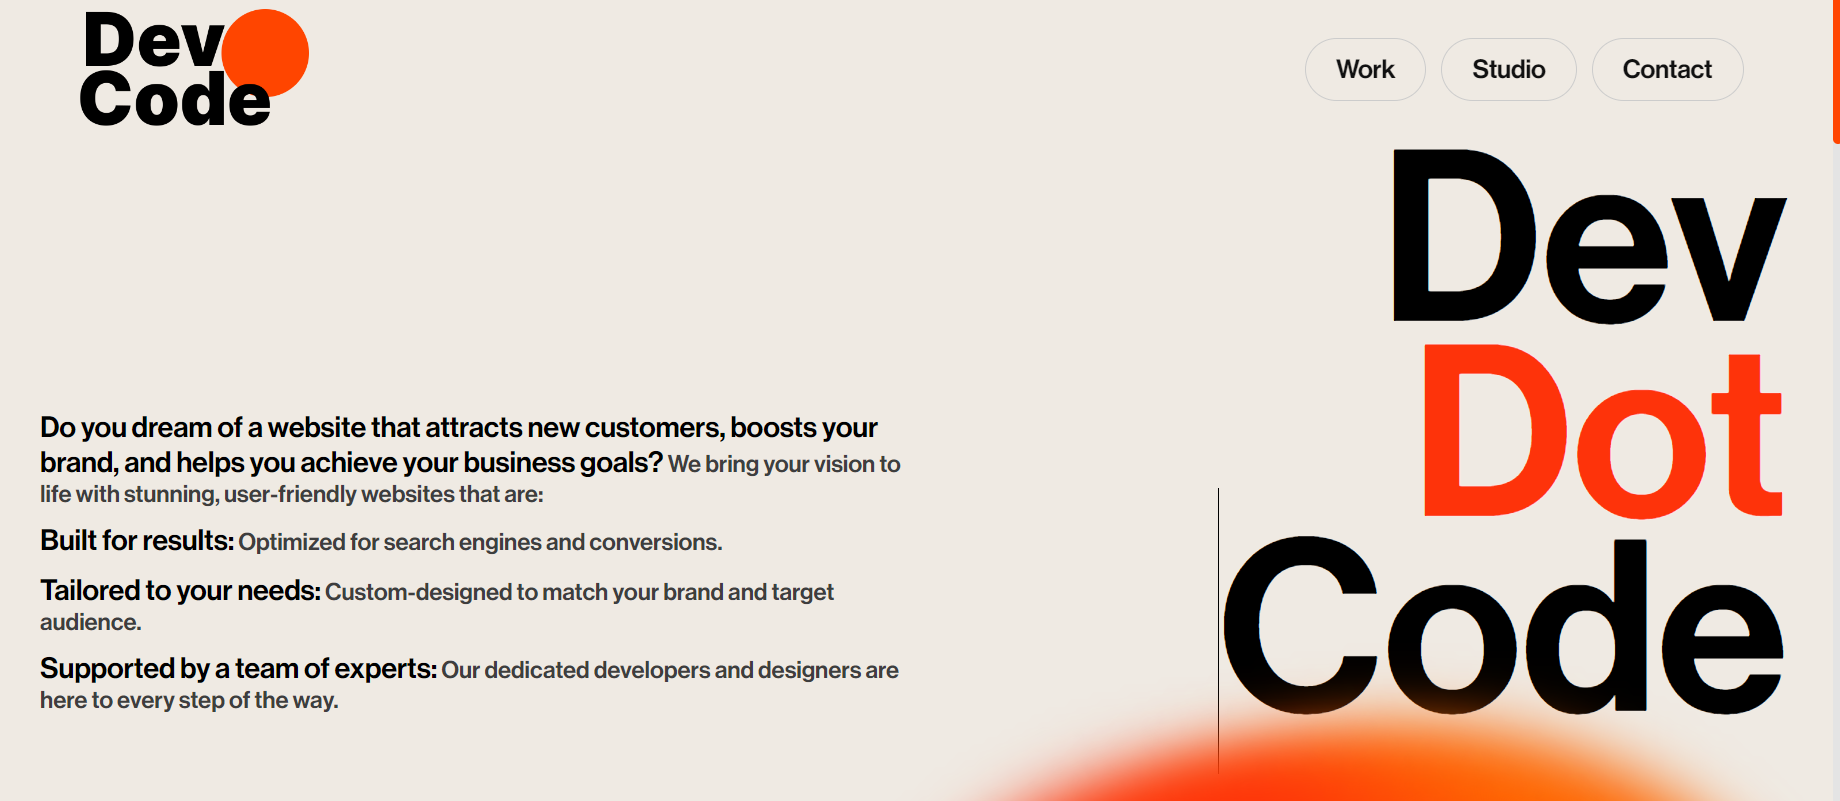 Dev
Code
Work
Studio
Contact
Dev
Dot
Code
Do you dream of a website that attracts new customers, boosts your
brand, and helps you achieve your business goals? We bring your vision to
life with stunning, user-friendly websites that are:
Built for results: Optimized for search engines and conversions.
Tailored to your needs: Custom-designed to match your brand and target
audience.
Supported by a team of experts: Our dedicated developers and designers are
here to every step of the way.